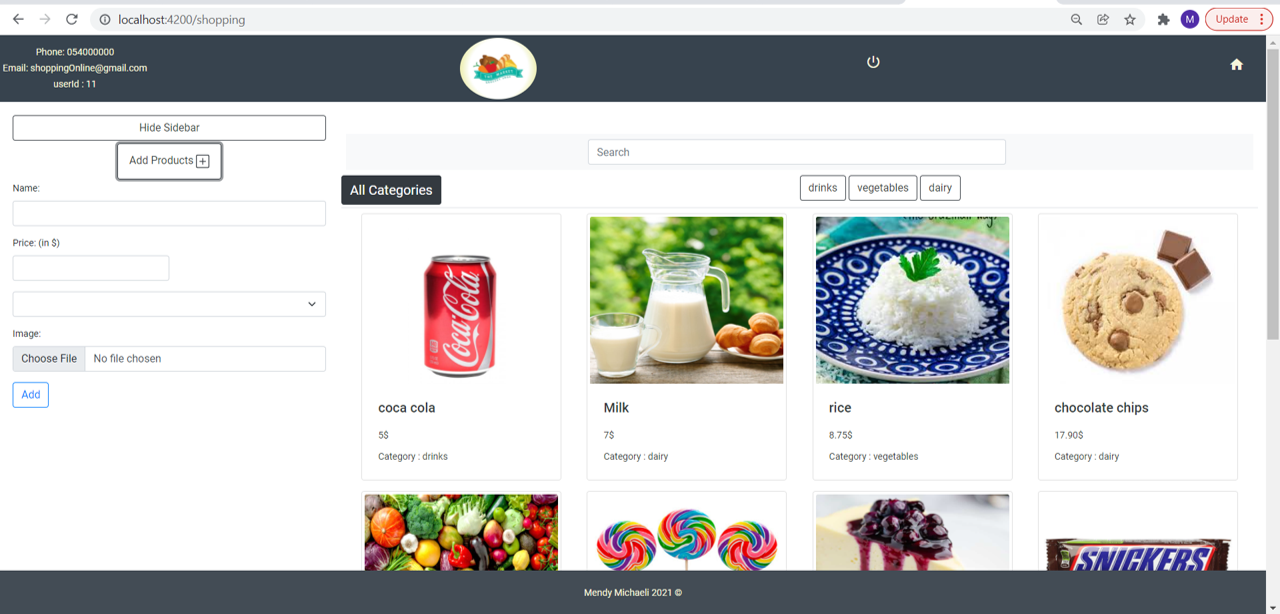 localhost:4200/shopping
M
Update
Phone: 054000000
Email: shoppingOnline@gmail.com
userId : 11
Hide Sidebar
Add Products
Name:
Price: (in $)
Image:
Choose File No file chosen
Add
Search
All Categories
drinks vegetables dairy
Coca-Cola
coca cola
5$
Category : drinks
Milk
7$
Category : dairy
rice
8.75$
Category : vegetables
chocolate chips
17.90$
Category : dairy
SNICKERS
Mendy Michaeli 2021 ©